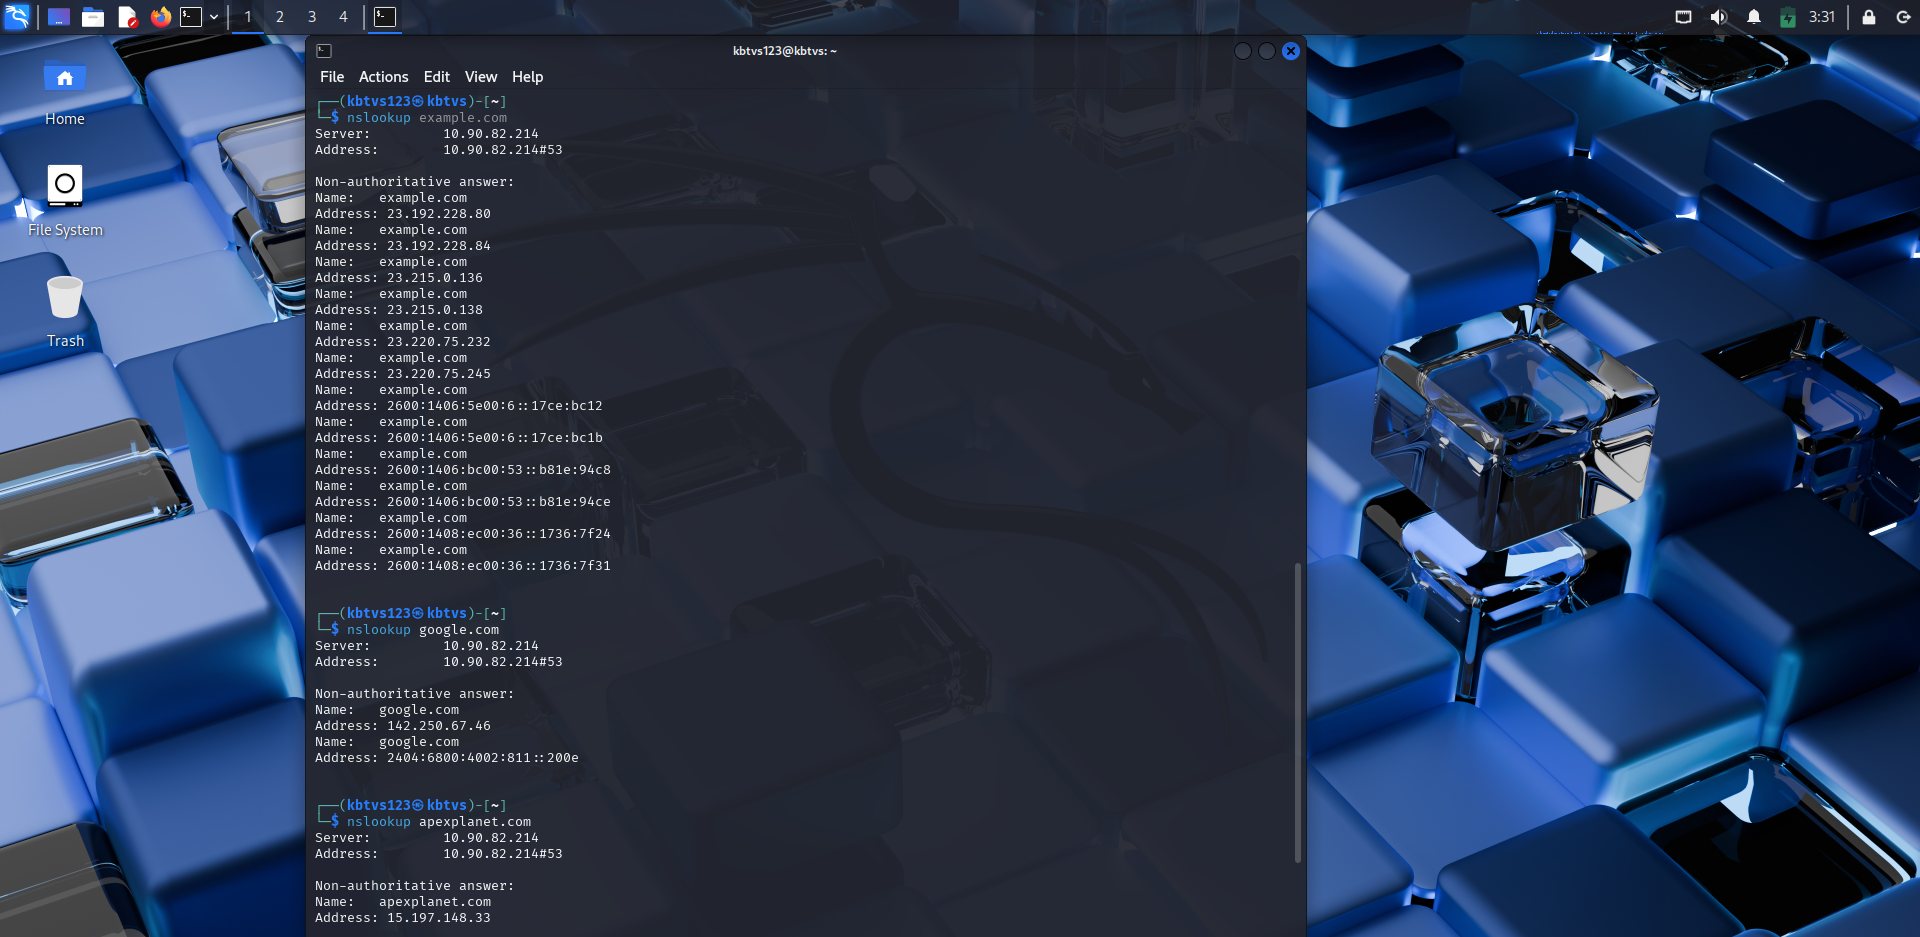 1 2 3 4
3:31
Home
File System
Trash
kbtvs123@kbtvs: ~
File Actions Edit View Help
┌──(kbtvs123㉿kbtvs)-[~]
└─$ nslookup example.com
Server:         10.90.82.214
Address:        10.90.82.214#53

Non-authoritative answer:
Name:   example.com
Address: 23.192.228.80
Name:   example.com
Address: 23.192.228.84
Name:   example.com
Address: 23.215.0.136
Name:   example.com
Address: 23.215.0.138
Name:   example.com
Address: 23.220.75.232
Name:   example.com
Address: 23.220.75.245
Name:   example.com
Address: 2600:1406:5e00:6::17ce:bc12
Name:   example.com
Address: 2600:1406:5e00:6::17ce:bc1b
Name:   example.com
Address: 2600:1406:bc00:53::b81e:94c8
Name:   example.com
Address: 2600:1406:bc00:53::b81e:94ce
Name:   example.com
Address: 2600:1408:ec00:36::1736:7f24
Name:   example.com
Address: 2600:1408:ec00:36::1736:7f31

┌──(kbtvs123㉿kbtvs)-[~]
└─$ nslookup google.com
Server:         10.90.82.214
Address:        10.90.82.214#53

Non-authoritative answer:
Name:   google.com
Address: 142.250.67.46
Name:   google.com
Address: 2404:6800:4002:811::200e

┌──(kbtvs123㉿kbtvs)-[~]
└─$ nslookup apexplanet.com
Server:         10.90.82.214
Address:        10.90.82.214#53

Non-authoritative answer:
Name:   apexplanet.com
Address: 15.197.148.33